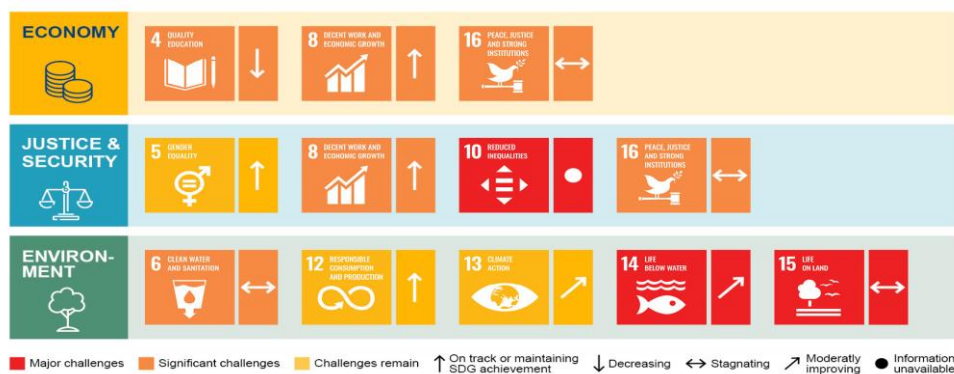 ECONOMY
4 QUALITY
EDUCATION
8 DECENT WORK AND
ECONOMIC GROWTH
16 PEACE, JUSTICE
AND STRONG
INSTITUTIONS
JUSTICE &
SECURITY
5 GENDER
EQUALITY
8 DECENT WORK AND
ECONOMIC GROWTH
10 REDUCED
INEQUALITIES
16 PEACE, JUSTICE
AND STRONG
INSTITUTIONS
ENVIRON-
MENT
6 CLEAN WATER
AND SANITATION
12 RESPONSIBLE
CONSUMPTION
AND PRODUCTION
13 CLIMATE
ACTION
14 LIFE
BELOW WATER
15 LIFE
ON LAND
Major challenges
Significant challenges
Challenges remain
On track or maintaining
SDG achievement
Decreasing
Stagnating
Moderatly
improving
Information
unavailable